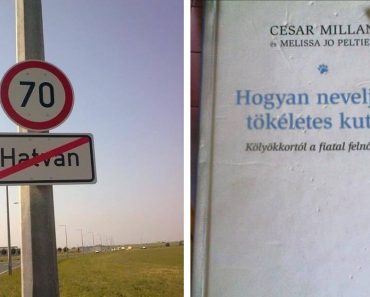 70
Hatvan
CESAR MILLAN
és MELISSA JO PELTIE
Hogyan nevelj
tökéletes kut
Kölyökkortól a fiatal felnő